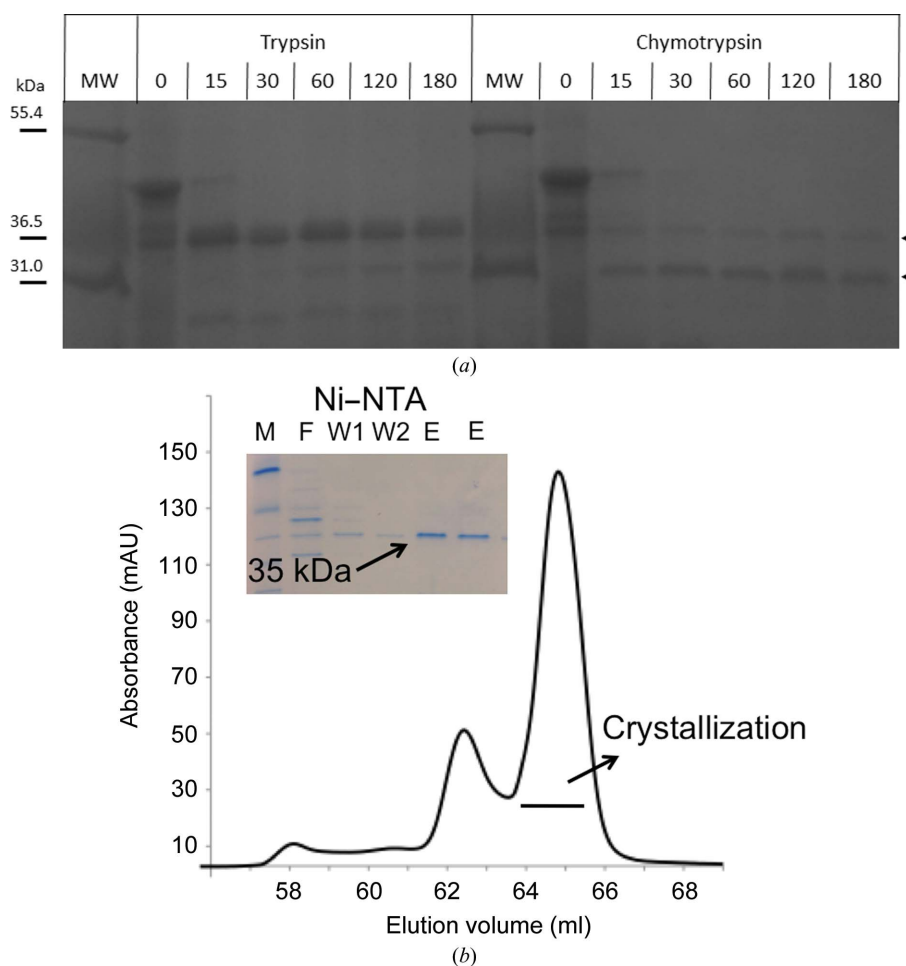 Trypsin Chymotrypsin
kDa MW 0 15 30 60 120 180 MW 0 15 30 60 120 180
55.4
36.5
31.0
(a)
Ni–NTA
M F W1 W2 E E
35 kDa
150
130
110
90
70
50
30
10
Absorbance (mAU)
Crystallization
58 60 62 64 66 68
Elution volume (ml)
(b)